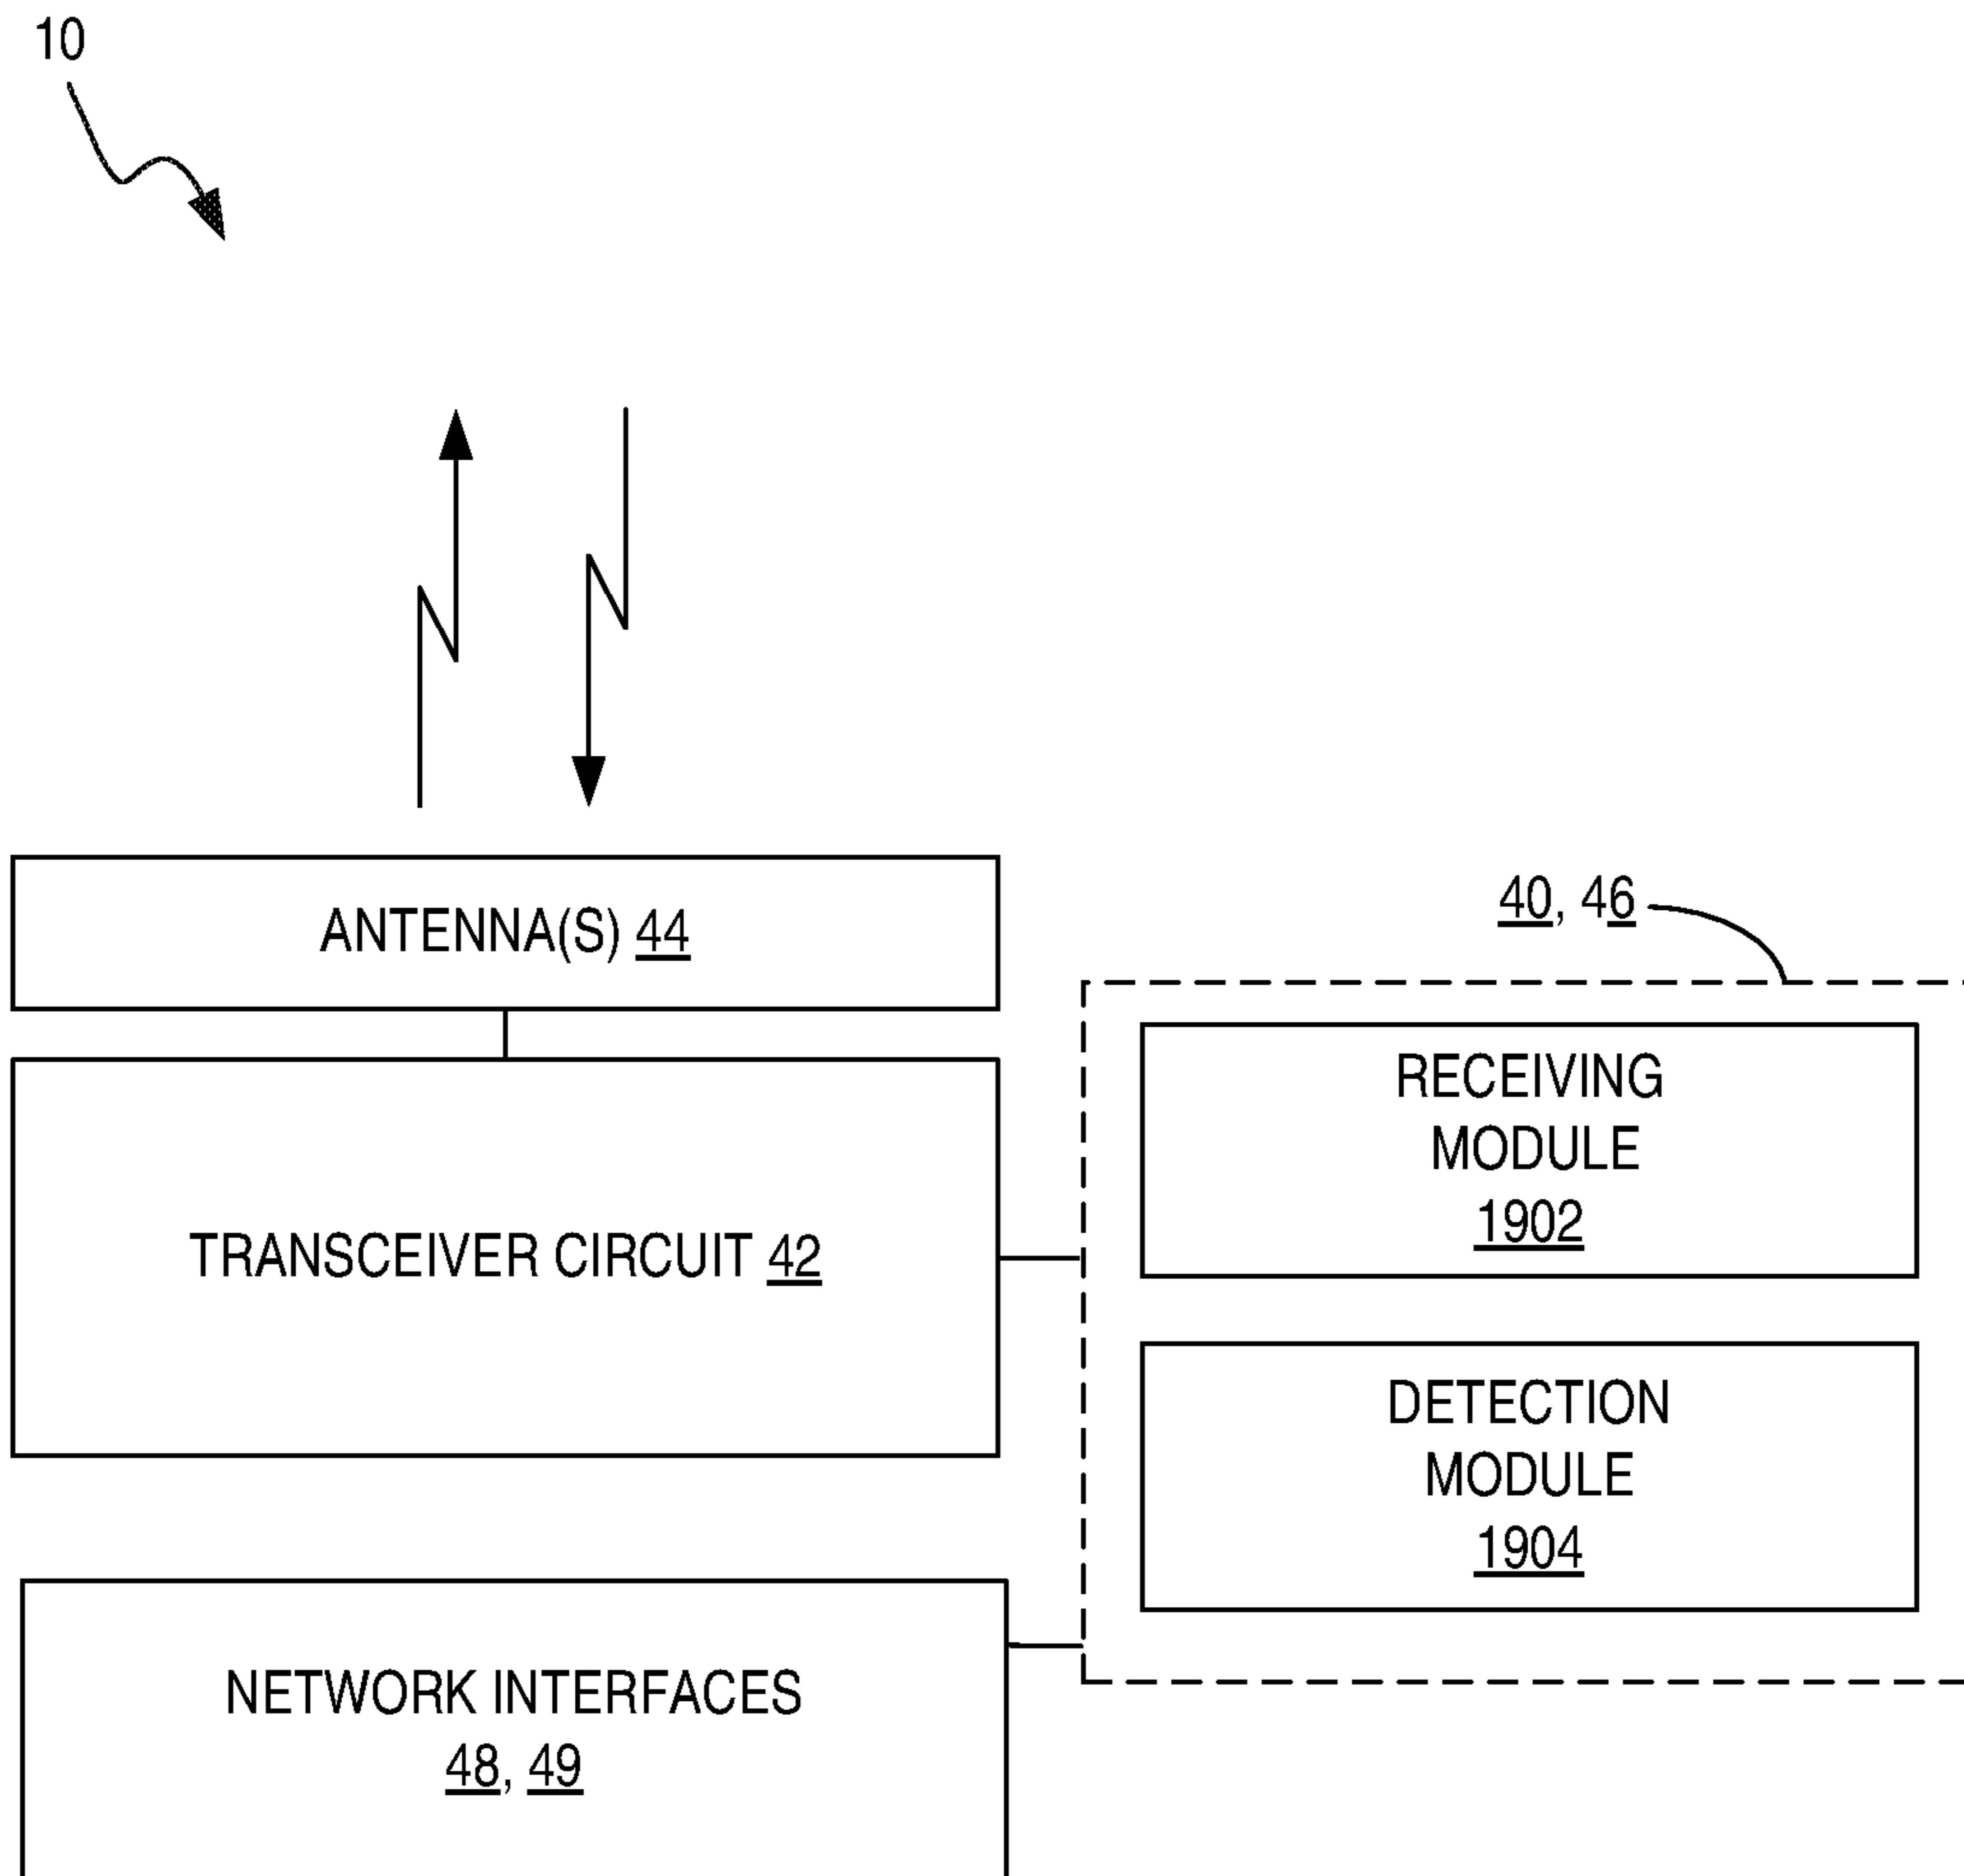 10
ANTENNA(S) 44
40, 46
RECEIVING
MODULE
1902
TRANSCEIVER CIRCUIT 42
DETECTION
MODULE
1904
NETWORK INTERFACES
48, 49